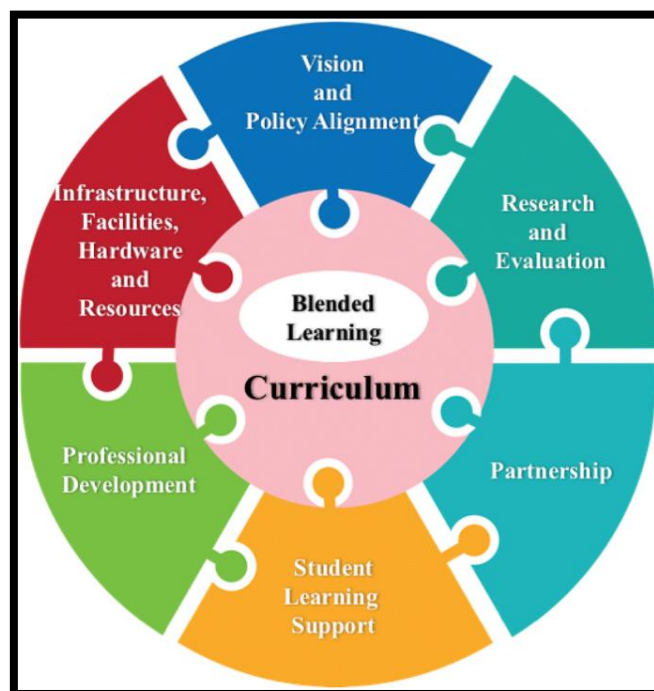 Vision
and
Policy Alignment
Research
and
Evaluation
Partnership
Student
Learning
Support
Professional
Development
Infrastructure,
Facilities,
Hardware
and
Resources
Blended
Learning
Curriculum